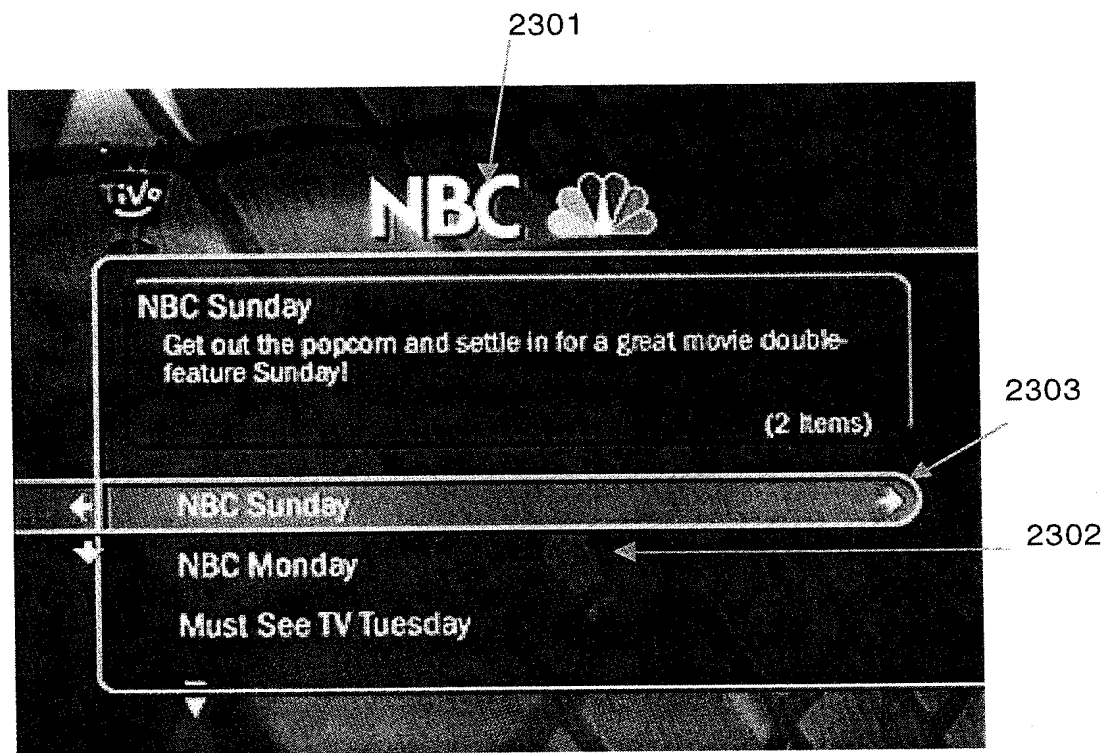 2301
TiVo
NBC
NBC Sunday
Get out the popcorn and settle in for a great movie double-
feature Sunday!
(2 Items)
2303
NBC Sunday
2302
NBC Monday
Must See TV Tuesday